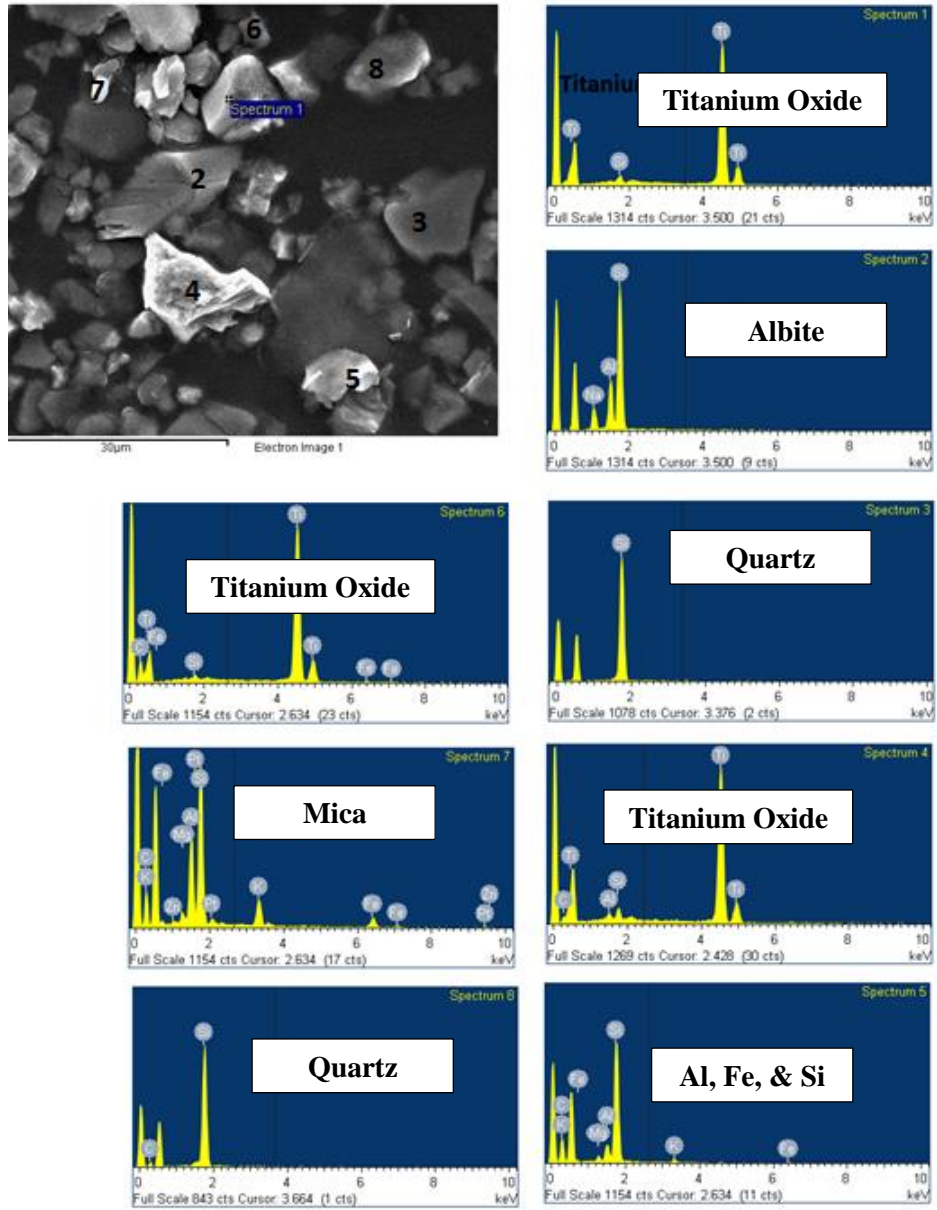 6
7
8
Spectrum 1
2
3
4
5
30µm
Electron Image 1
Spectrum 1
Ti
Titanium Oxide
Ti
Si
Ti
0 2 4 6 8 10
Full Scale 1314 cts Cursor: 3.500 (21 cts)
keV
Spectrum 2
Si
Albite
Al
Na
0 2 4 6 8 10
Full Scale 1314 cts Cursor: 3.500 (9 cts)
keV
Spectrum 6
Ti
Titanium Oxide
Ti
Fe
C
Si
Ti
Fe
Fe
0 2 4 6 8 10
Full Scale 1154 cts Cursor: 2.634 (23 cts)
keV
Spectrum 3
Si
Quartz
0 2 4 6 8 10
Full Scale 1078 cts Cursor: 3.376 (2 cts)
keV
Spectrum 7
Pt
Fe
Si
Mica
Al
Mg
C
K
K
Zn
Pt
Fe
Fe
Zn
Pt
0 2 4 6 8 10
Full Scale 1154 cts Cursor: 2.634 (17 cts)
keV
Spectrum 4
Ti
Titanium Oxide
Ti
C
Al
Si
Ti
0 2 4 6 8 10
Full Scale 1269 cts Cursor: 2.428 (30 cts)
keV
Spectrum 8
Si
Quartz
C
0 2 4 6 8 10
Full Scale 843 cts Cursor: 3.664 (1 cts)
keV
Spectrum 5
Si
Al, Fe, & Si
Fe
C
K
Mg
Al
K
Fe
0 2 4 6 8 10
Full Scale 1154 cts Cursor: 2.634 (11 cts)
keV